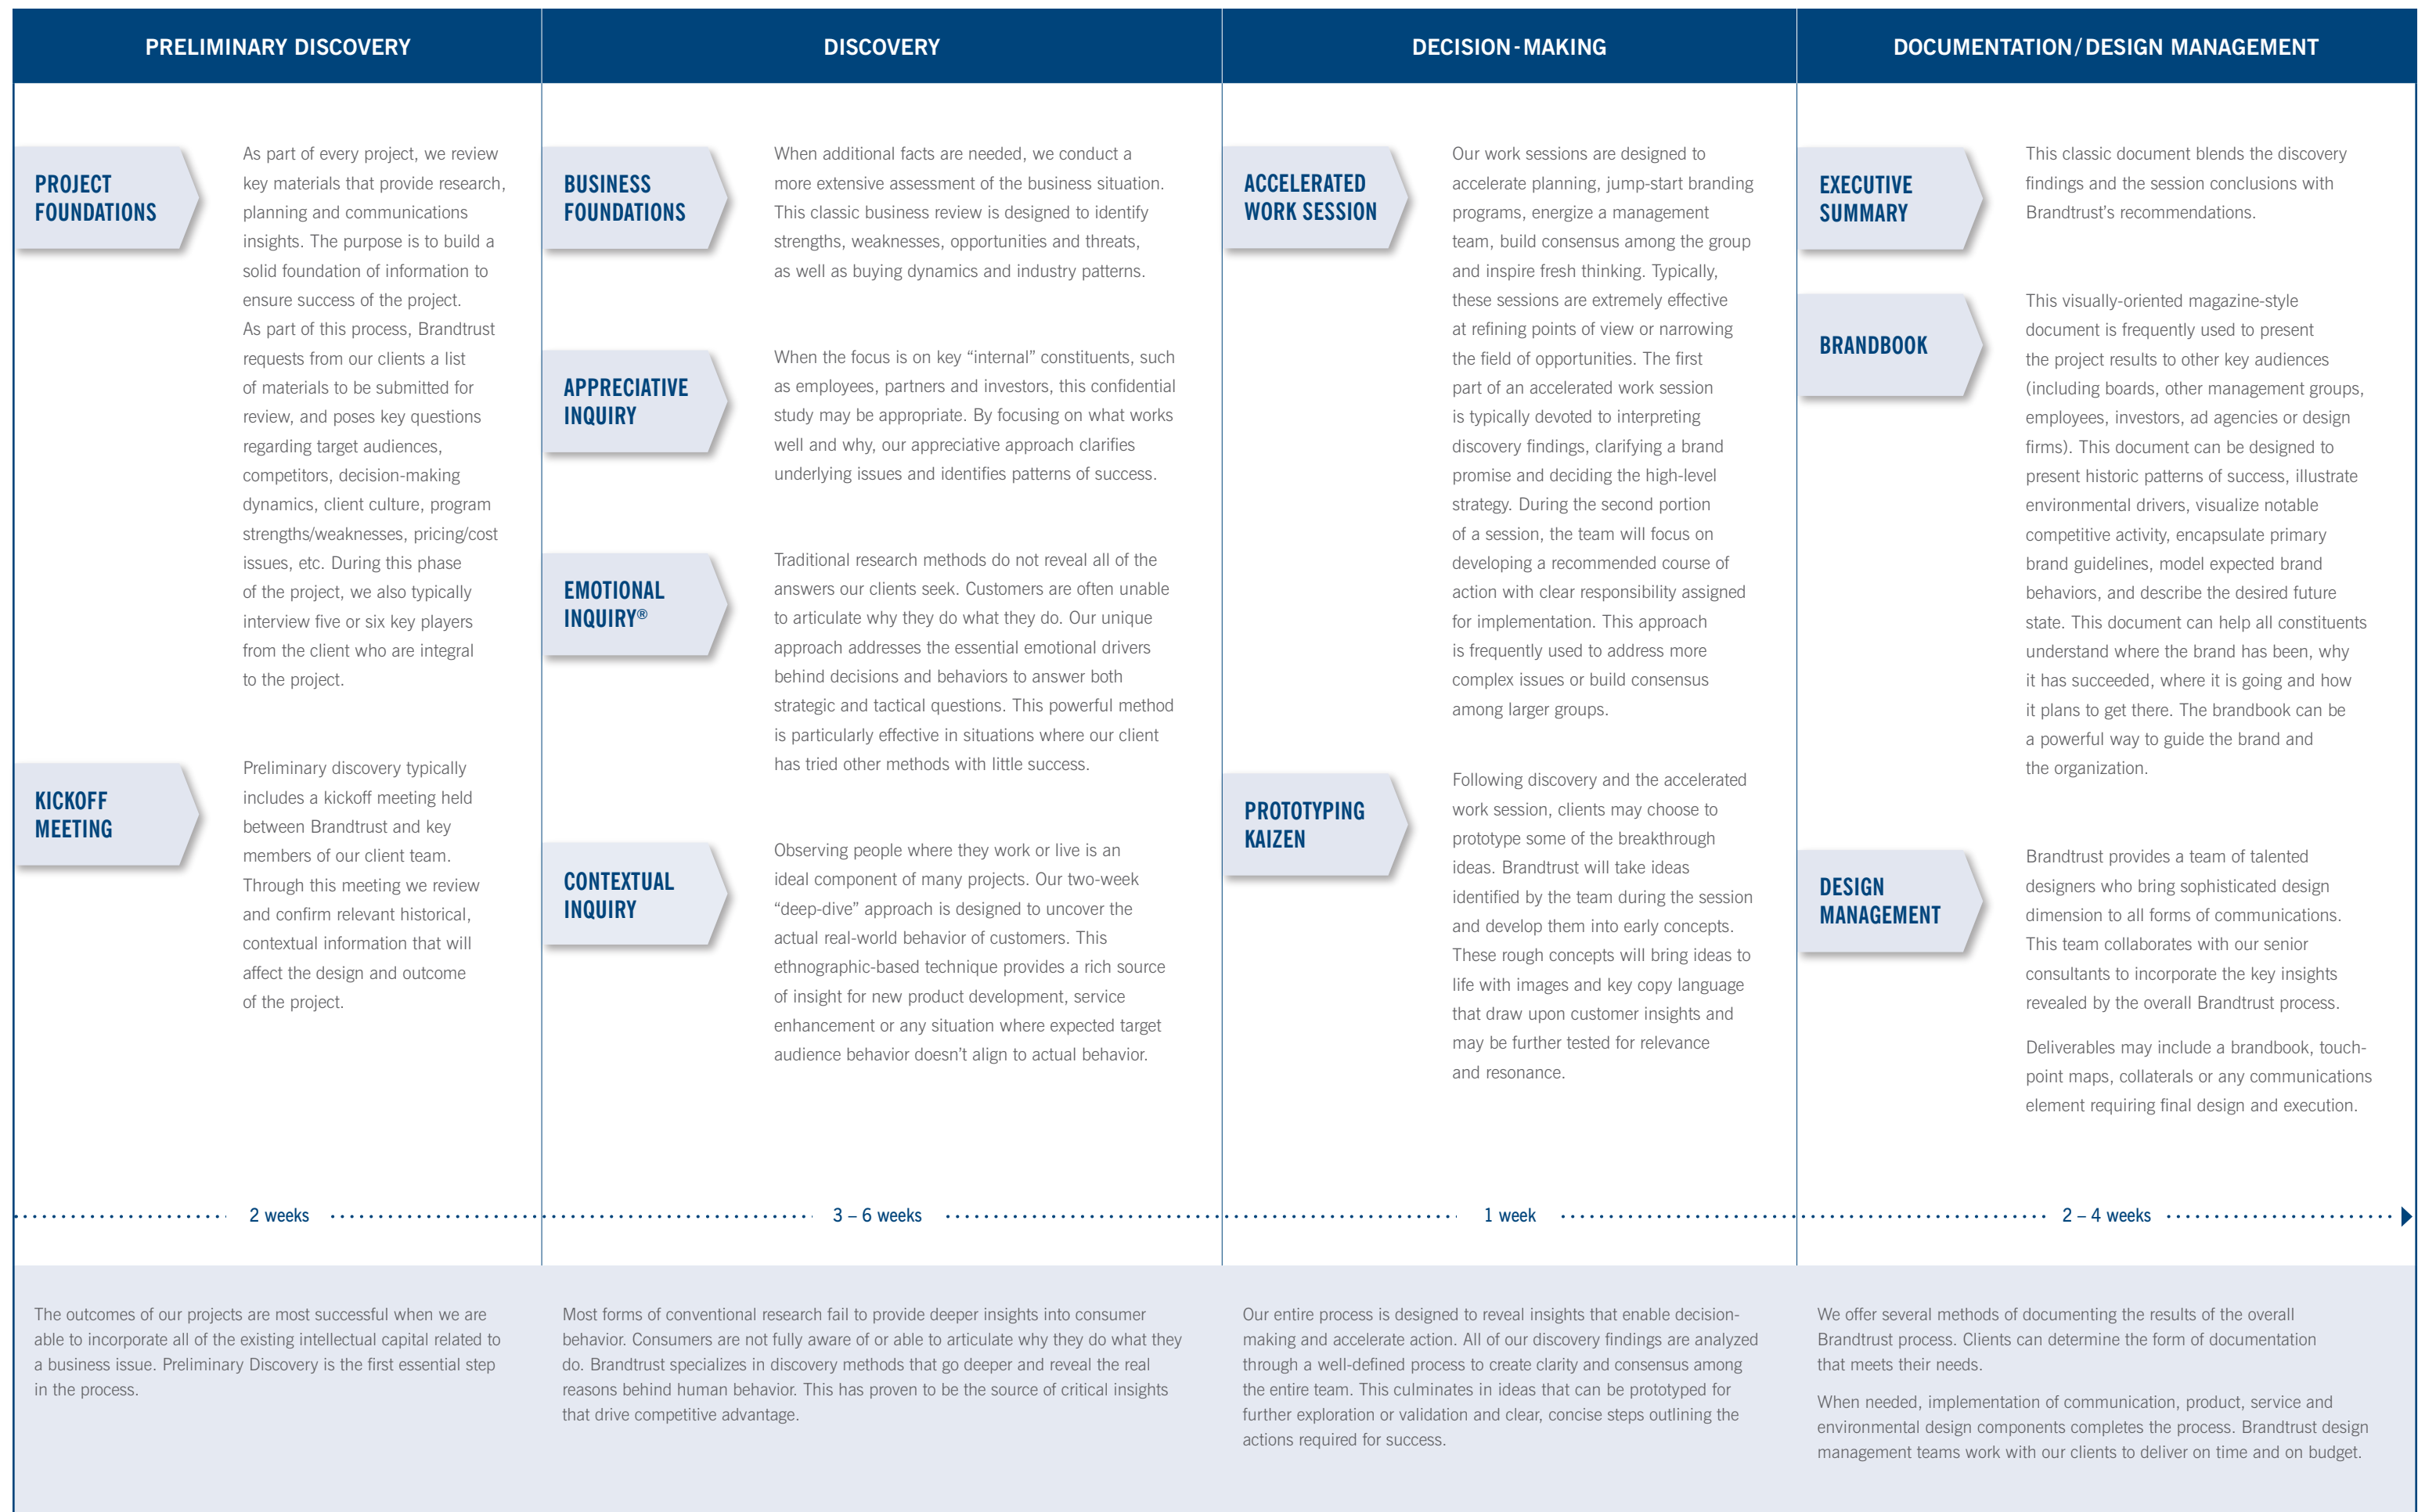 PRELIMINARY DISCOVERY
PROJECT
FOUNDATIONS
As part of every project, we review
key materials that provide research,
planning and communications
insights. The purpose is to build a
solid foundation of information to
ensure success of the project.
As part of this process, Brandtrust
requests from our clients a list
of materials to be submitted for
review, and poses key questions
regarding target audiences,
competitors, decision-making
dynamics, client culture, program
strengths/weaknesses, pricing/cost
issues, etc. During this phase
of the project, we also typically
interview five or six key players
from the client who are integral
to the project.
KICKOFF
MEETING
Preliminary discovery typically
includes a kickoff meeting held
between Brandtrust and key
members of our client team.
Through this meeting we review
and confirm relevant historical,
contextual information that will
affect the design and outcome
of the project.
2 weeks
The outcomes of our projects are most successful when we are
able to incorporate all of the existing intellectual capital related to
a business issue. Preliminary Discovery is the first essential step
in the process.
DISCOVERY
BUSINESS
FOUNDATIONS
When additional facts are needed, we conduct a
more extensive assessment of the business situation.
This classic business review is designed to identify
strengths, weaknesses, opportunities and threats,
as well as buying dynamics and industry patterns.
APPRECIATIVE
INQUIRY
When the focus is on key “internal” constituents, such
as employees, partners and investors, this confidential
study may be appropriate. By focusing on what works
well and why, our appreciative approach clarifies
underlying issues and identifies patterns of success.
EMOTIONAL
INQUIRY®
Traditional research methods do not reveal all of the
answers our clients seek. Customers are often unable
to articulate why they do what they do. Our unique
approach addresses the essential emotional drivers
behind decisions and behaviors to answer both
strategic and tactical questions. This powerful method
is particularly effective in situations where our client
has tried other methods with little success.
CONTEXTUAL
INQUIRY
Observing people where they work or live is an
ideal component of many projects. Our two-week
“deep-dive” approach is designed to uncover the
actual real-world behavior of customers. This
ethnographic-based technique provides a rich source
of insight for new product development, service
enhancement or any situation where expected target
audience behavior doesn’t align to actual behavior.
3 – 6 weeks
Most forms of conventional research fail to provide deeper insights into consumer
behavior. Consumers are not fully aware of or able to articulate why they do what they
do. Brandtrust specializes in discovery methods that go deeper and reveal the real
reasons behind human behavior. This has proven to be the source of critical insights
that drive competitive advantage.
DECISION-MAKING
ACCELERATED
WORK SESSION
Our work sessions are designed to
accelerate planning, jump-start branding
programs, energize a management
team, build consensus among the group
and inspire fresh thinking. Typically,
these sessions are extremely effective
at refining points of view or narrowing
the field of opportunities. The first
part of an accelerated work session
is typically devoted to interpreting
discovery findings, clarifying a brand
promise and deciding the high-level
strategy. During the second portion
of a session, the team will focus on
developing a recommended course of
action with clear responsibility assigned
for implementation. This approach
is frequently used to address more
complex issues or build consensus
among larger groups.
PROTOTYPING
KAIZEN
Following discovery and the accelerated
work session, clients may choose to
prototype some of the breakthrough
ideas. Brandtrust will take ideas
identified by the team during the session
and develop them into early concepts.
These rough concepts will bring ideas to
life with images and key copy language
that draw upon customer insights and
may be further tested for relevance
and resonance.
1 week
Our entire process is designed to reveal insights that enable decision-
making and accelerate action. All of our discovery findings are analyzed
through a well-defined process to create clarity and consensus among
the entire team. This culminates in ideas that can be prototyped for
further exploration or validation and clear, concise steps outlining the
actions required for success.
DOCUMENTATION/DESIGN MANAGEMENT
EXECUTIVE
SUMMARY
This classic document blends the discovery
findings and the session conclusions with
Brandtrust’s recommendations.
BRANDBOOK
This visually-oriented magazine-style
document is frequently used to present
the project results to other key audiences
(including boards, other management groups,
employees, investors, ad agencies or design
firms). This document can be designed to
present historic patterns of success, illustrate
environmental drivers, visualize notable
competitive activity, encapsulate primary
brand guidelines, model expected brand
behaviors, and describe the desired future
state. This document can help all constituents
understand where the brand has been, why
it has succeeded, where it is going and how
it plans to get there. The brandbook can be
a powerful way to guide the brand and
the organization.
DESIGN
MANAGEMENT
Brandtrust provides a team of talented
designers who bring sophisticated design
dimension to all forms of communications.
This team collaborates with our senior
consultants to incorporate the key insights
revealed by the overall Brandtrust process.
Deliverables may include a brandbook, touch-
point maps, collaterals or any communications
element requiring final design and execution.
2 – 4 weeks
We offer several methods of documenting the results of the overall
Brandtrust process. Clients can determine the form of documentation
that meets their needs.
When needed, implementation of communication, product, service and
environmental design components completes the process. Brandtrust design
management teams work with our clients to deliver on time and on budget.